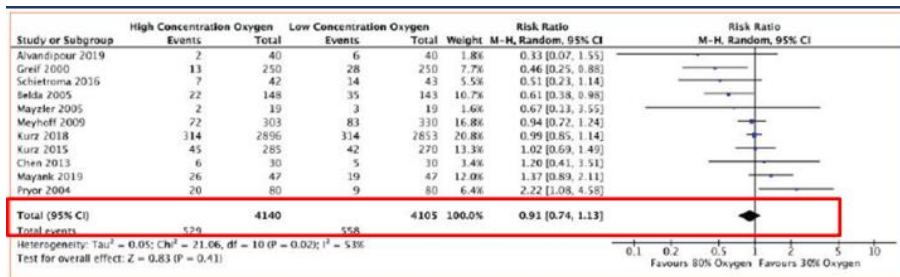 High Concentration Oxygen Low Concentration Oxygen Risk Ratio Risk Ratio
Study or Subgroup Events Total Events Total Weight M-H, Random, 95% CI M-H, Random, 95% CI
Alvandipour 2019 2 40 6 40 1.8% 0.33 [0.07, 1.55]
Greif 2000 13 250 28 250 7.7% 0.46 [0.25, 0.88]
Schietroma 2016 7 42 14 43 5.5% 0.51 [0.23, 1.14]
Belda 2005 22 148 35 143 10.7% 0.61 [0.38, 0.98]
Mayzler 2005 2 19 3 19 1.6% 0.67 [0.13, 3.55]
Meyhoff 2009 72 303 83 330 16.8% 0.94 [0.72, 1.24]
Kurz 2018 314 2896 314 2853 20.8% 0.99 [0.85, 1.14]
Kurz 2015 45 285 42 270 13.3% 1.02 [0.69, 1.49]
Chen 2013 6 30 5 30 3.4% 1.20 [0.41, 3.51]
Mayank 2019 26 47 19 47 12.0% 1.37 [0.89, 2.11]
Pryor 2004 20 80 9 80 6.4% 2.22 [1.08, 4.58]
Total (95% CI) 4140 4105 100.0% 0.91 [0.74, 1.13]
Total events 529 558
Heterogeneity: Tau² = 0.05; Chi² = 21.06, df = 10 (P = 0.02); I² = 53%
Test for overall effect: Z = 0.83 (P = 0.41)
0.1 0.2 0.5 1 2 5 10
Favours 80% Oxygen Favours 30% Oxygen